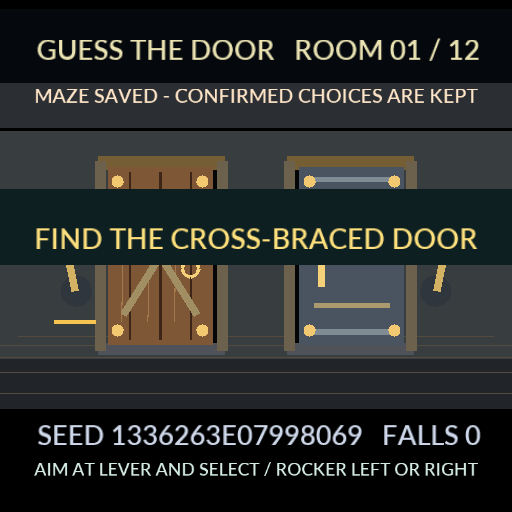 GUESS THE DOOR   ROOM 01 / 12
MAZE SAVED - CONFIRMED CHOICES ARE KEPT
FIND THE CROSS-BRACED DOOR
SEED 1336263E07998069   FALLS 0
AIM AT LEVER AND SELECT / ROCKER LEFT OR RIGHT